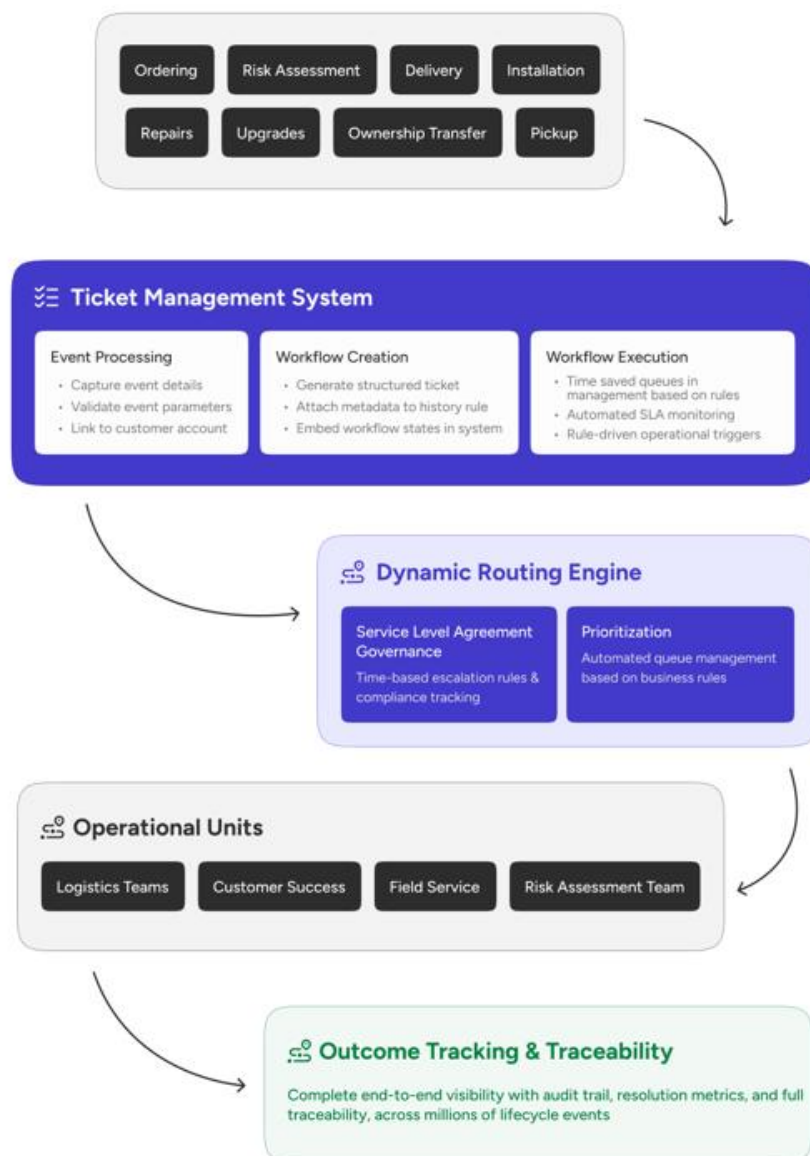 Ordering
Risk Assessment
Delivery
Installation
Repairs
Upgrades
Ownership Transfer
Pickup
Ticket Management System
Event Processing
• Capture event details
• Validate event parameters
• Link to customer account
Workflow Creation
• Generate structured ticket
• Attach metadata to history rule
• Embed workflow states in system
Workflow Execution
• Time saved queues in
management based on rules
• Automated SLA monitoring
• Rule-driven operational triggers
Dynamic Routing Engine
Service Level Agreement
Governance
Time-based escalation rules &
compliance tracking
Prioritization
Automated queue management
based on business rules
Operational Units
Logistics Teams
Customer Success
Field Service
Risk Assessment Team
Outcome Tracking & Traceability
Complete end-to-end visibility with audit trail, resolution metrics, and full
traceability, across millions of lifecycle events